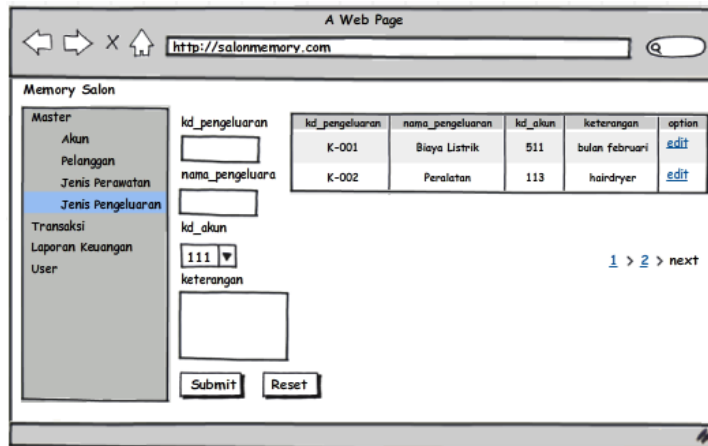 A Web Page
http://salonmemory.com
Memory Salon
Master
Akun
Pelanggan
Jenis Perawatan
Jenis Pengeluaran
Transaksi
Laporan Keuangan
User
kd_pengeluaran
nama_pengeluara
kd_akun
111
keterangan
Submit Reset
kd_pengeluaran nama_pengeluaran kd_akun keterangan option
K-001 Biaya Listrik 511 bulan februari edit
K-002 Peralatan 113 hairdryer edit
1 > 2 > next